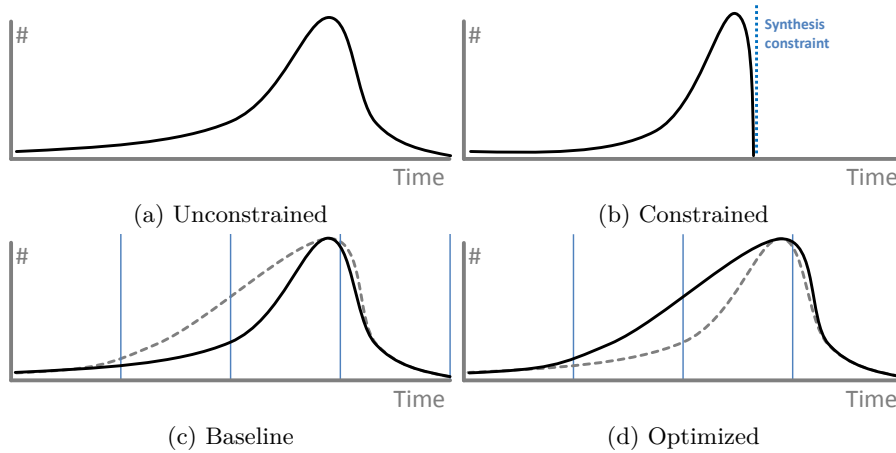 #
#
Synthesis
constraint
Time
Time
(a) Unconstrained
(b) Constrained
#
#
Time
Time
(c) Baseline
(d) Optimized